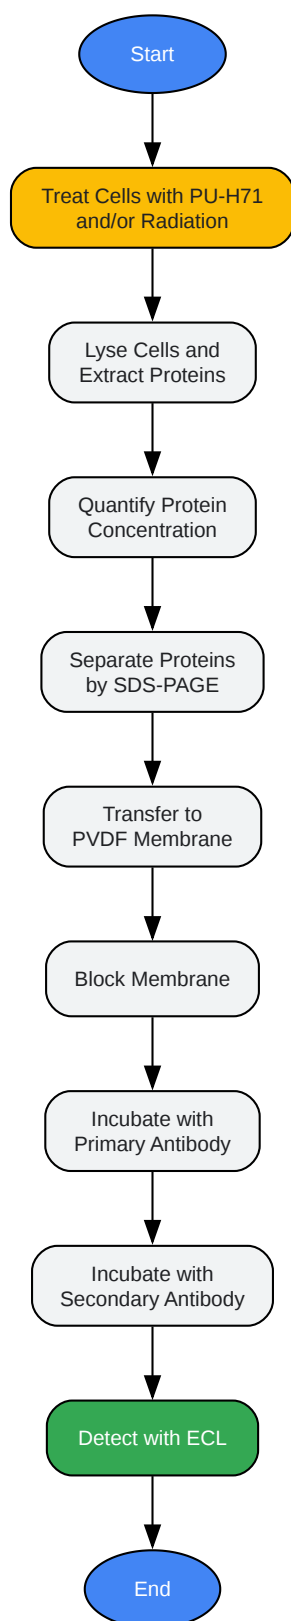 Start
Treat Cells with PU-H71
and/or Radiation
Lyse Cells and
Extract Proteins
Quantify Protein
Concentration
Separate Proteins
by SDS-PAGE
Transfer to
PVDF Membrane
Block Membrane
Incubate with
Primary Antibody
Incubate with
Secondary Antibody
Detect with ECL
End